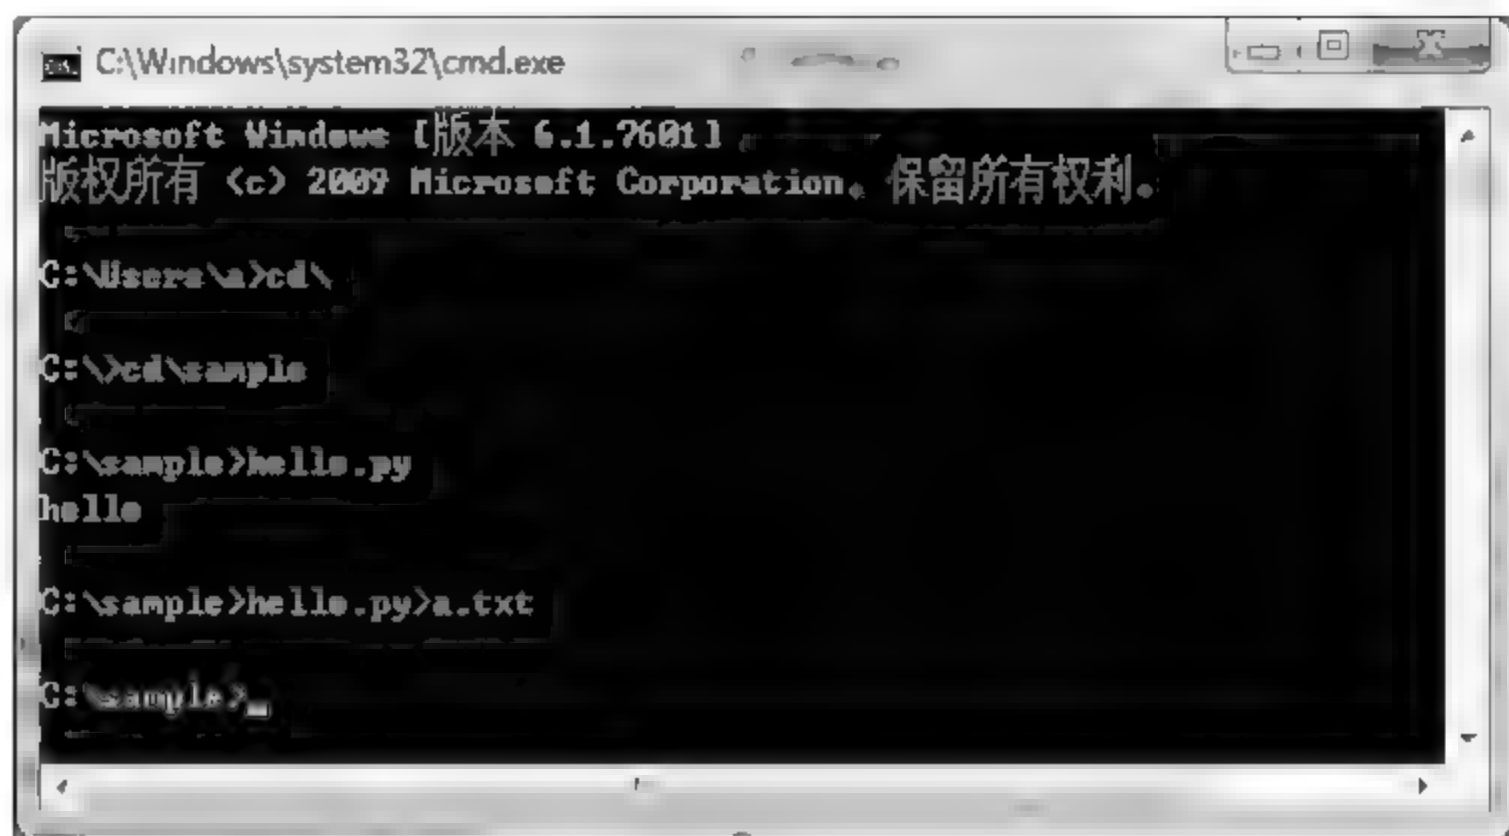 C:\Windows\system32\cmd.exe
Microsoft Windows [版本 6.1.7601]
版权所有 (c) 2009 Microsoft Corporation。保留所有权利。
C:\Users\a>cd\
C:\>cd\sample
C:\sample>hello.py
hello
C:\sample>hello.py>a.txt
C:\sample>